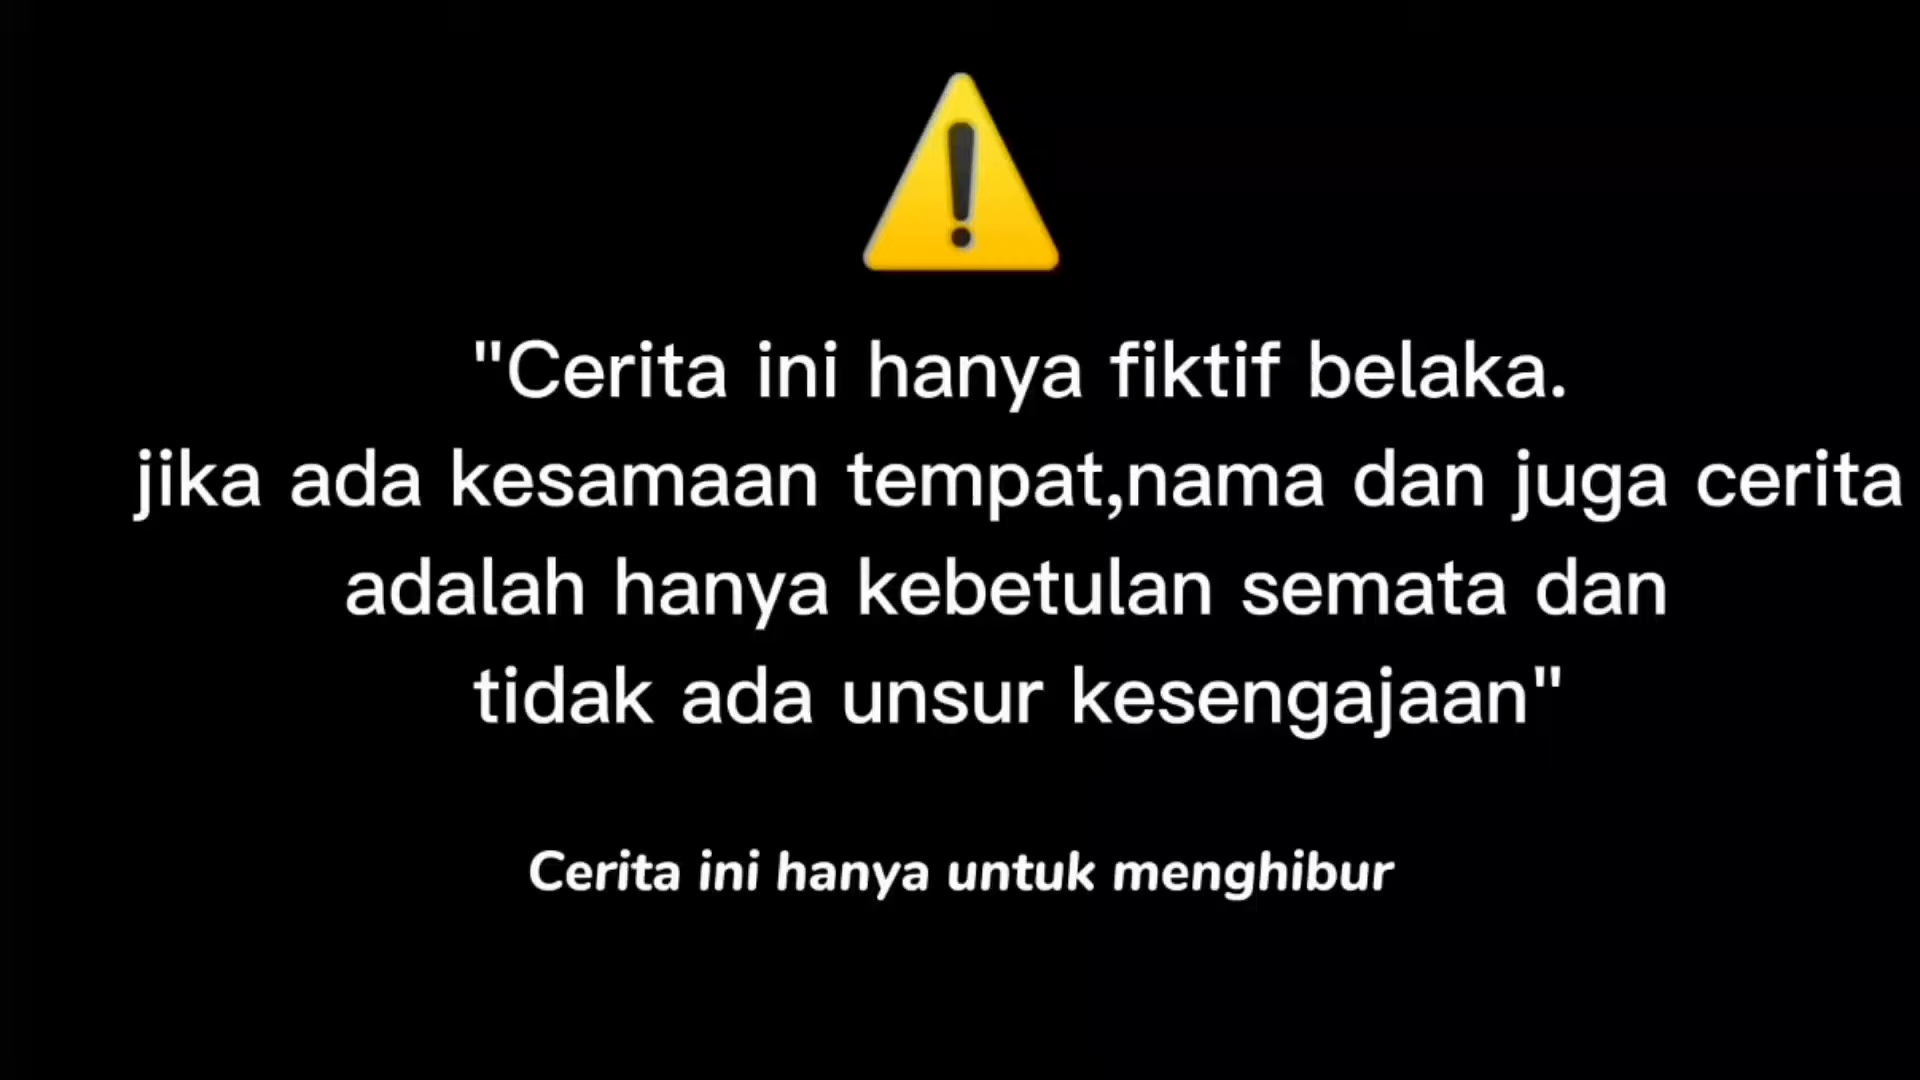 "Cerita ini hanya fiktif belaka.
jika ada kesamaan tempat,nama dan juga cerita
adalah hanya kebetulan semata dan
tidak ada unsur kesengajaan"
Cerita ini hanya untuk menghibur